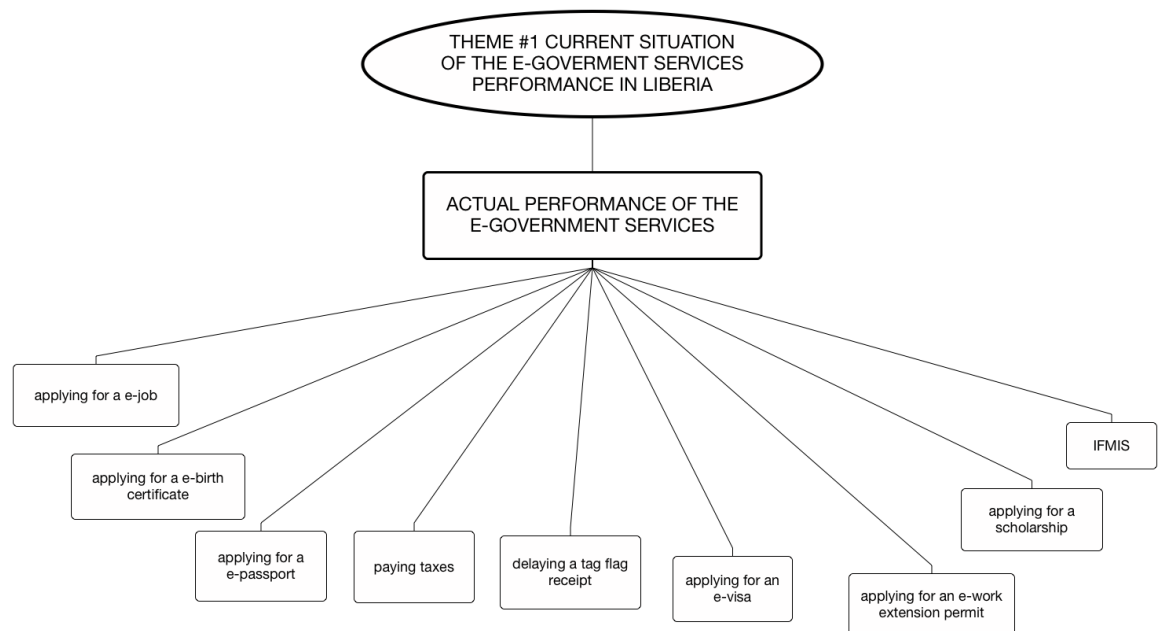 THEME #1 CURRENT SITUATION
OF THE E-GOVERMENT SERVICES
PERFORMANCE IN LIBERIA
ACTUAL PERFORMANCE OF THE
E-GOVERNMENT SERVICES
applying for a e-job
applying for a e-birth
certificate
applying for a
e-passport
paying taxes
delaying a tag flag
receipt
applying for an
e-visa
applying for an e-work
extension permit
applying for a
scholarship
IFMIS